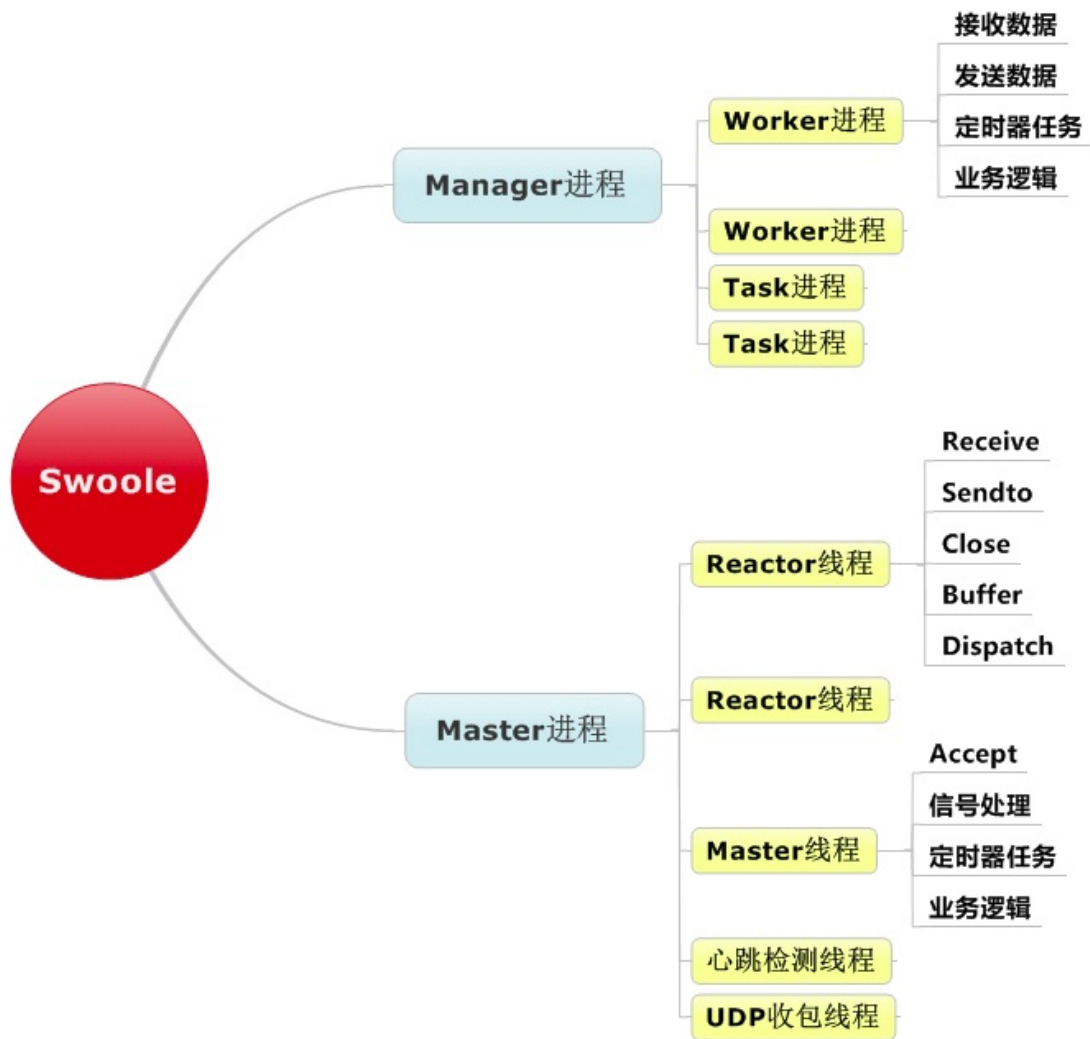 Swoole
Manager进程
Worker进程
接收数据
发送数据
定时器任务
业务逻辑
Worker进程
Task进程
Task进程
Master进程
Reactor线程
Receive
Sendto
Close
Buffer
Dispatch
Reactor线程
Master线程
Accept
信号处理
定时器任务
业务逻辑
心跳检测线程
UDP收包线程